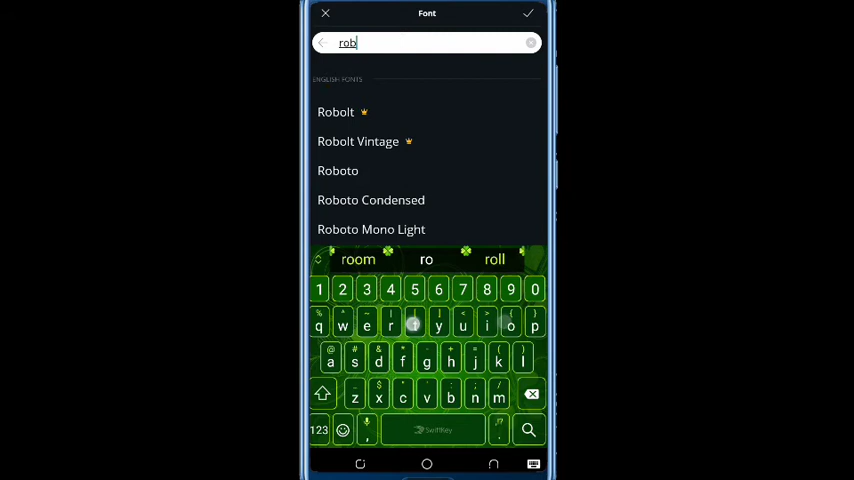 Font
rob
ENGLISH FONTS
Robolt
Robolt Vintage
Roboto
Roboto Condensed
Roboto Mono Light
room ro roll
1 2 3 4 5 6 7 8 9 0
q w e r t y u i o p
a s d f g h j k l
z x c v b n m
123 , SwiftKey .